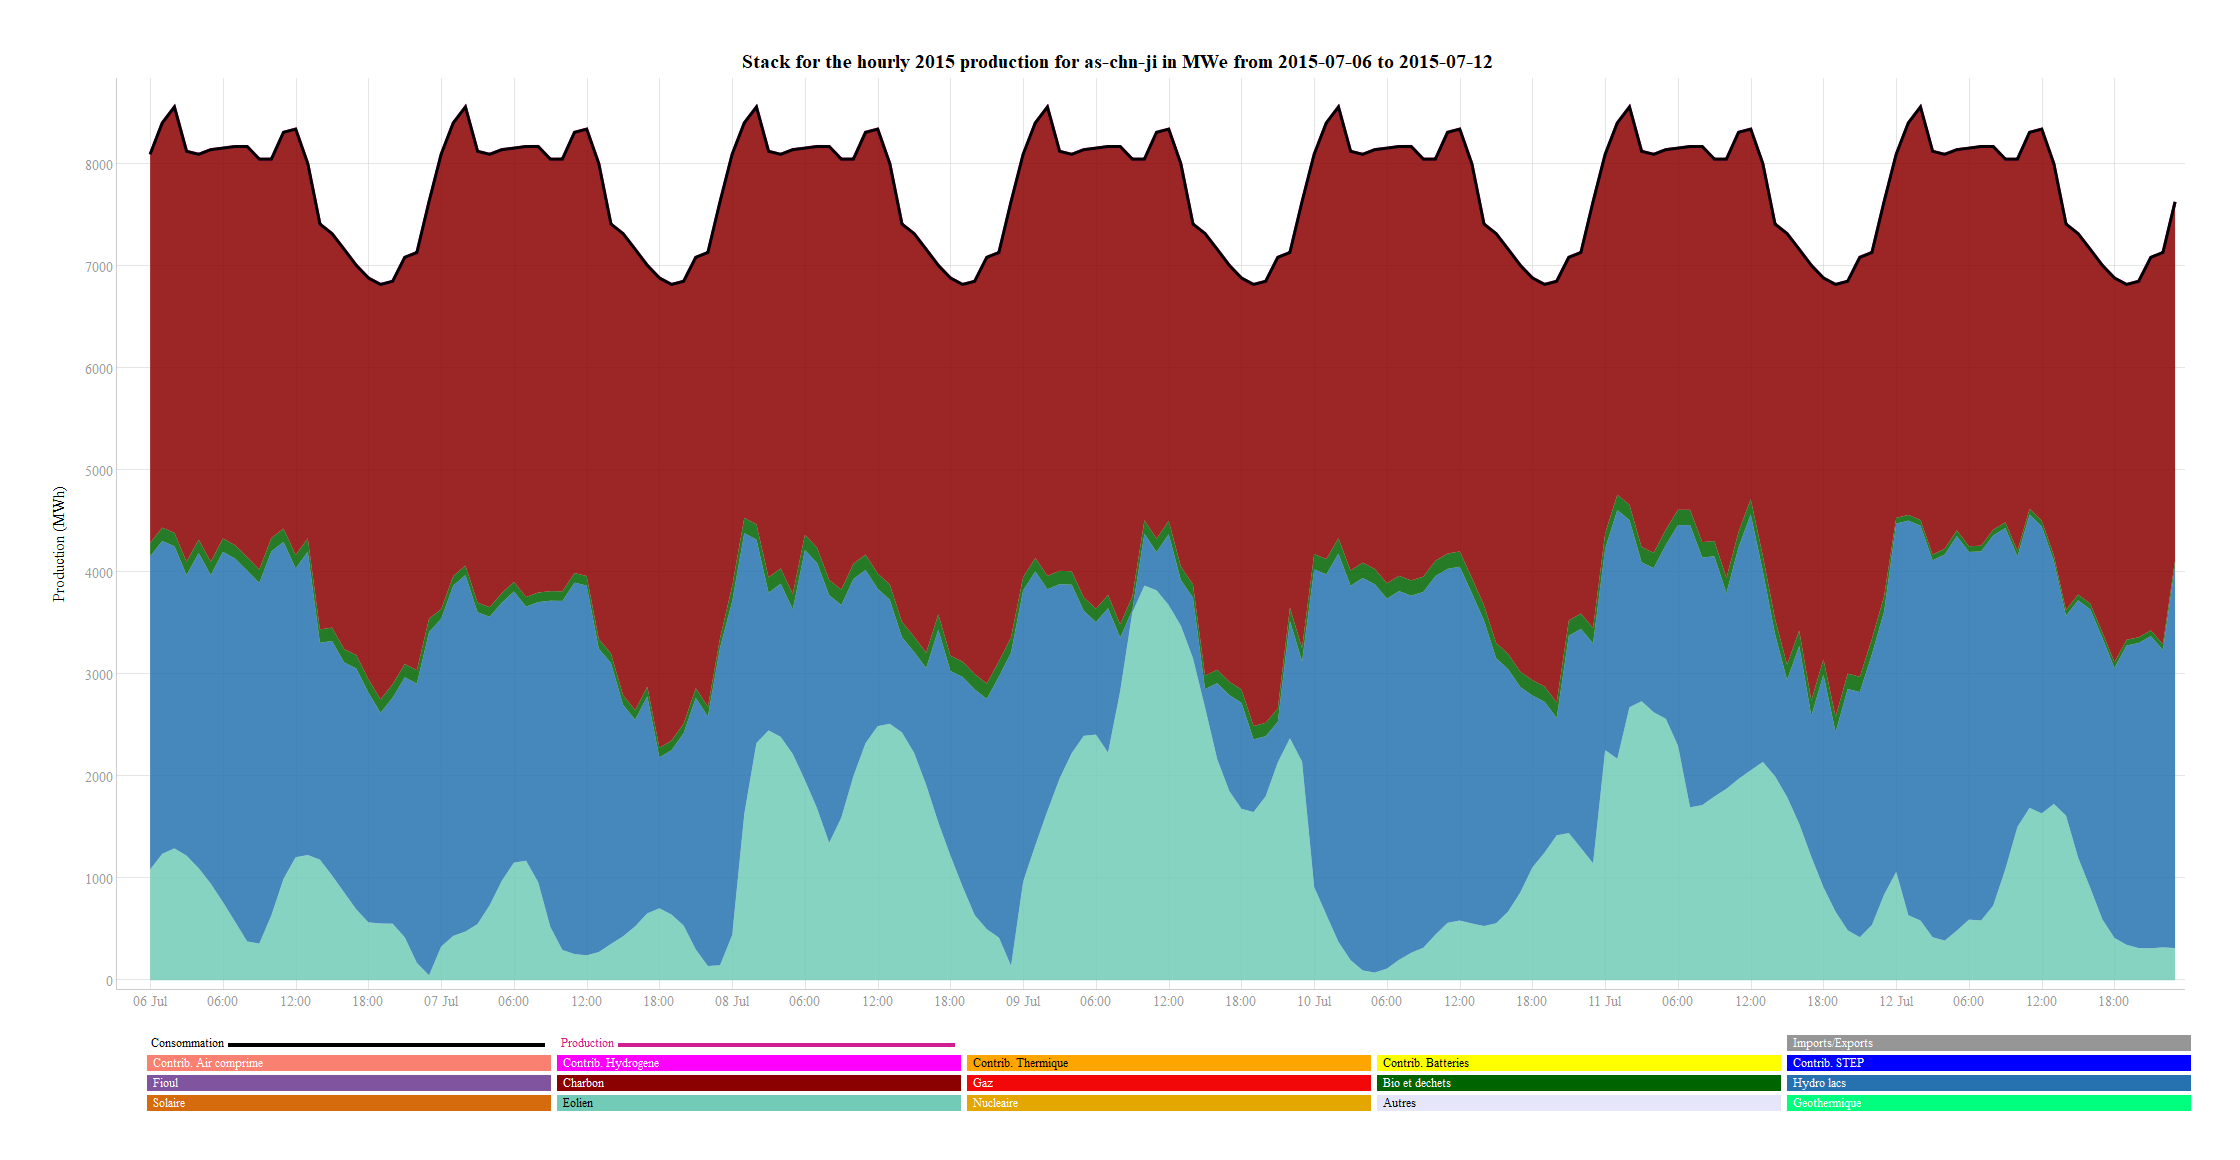 Stack for the hourly 2015 production for as-chn-ji in MWe from 2015-07-06 to 2015-07-12
Production (MWh)
8000
7000
6000
5000
4000
3000
2000
1000
0
06 Jul 06:00 12:00 18:00 07 Jul 06:00 12:00 18:00 08 Jul 06:00 12:00 18:00 09 Jul 06:00 12:00 18:00 10 Jul 06:00 12:00 18:00 11 Jul 06:00 12:00 18:00 12 Jul 06:00 12:00 18:00
Consommation Production Imports/Exports
Contrib. Air comprime Contrib. Hydrogene Contrib. Thermique Contrib. Batteries Contrib. STEP
Fioul Charbon Gaz Bio et dechets Hydro lacs
Solaire Eolien Nucleaire Autres Geothermique